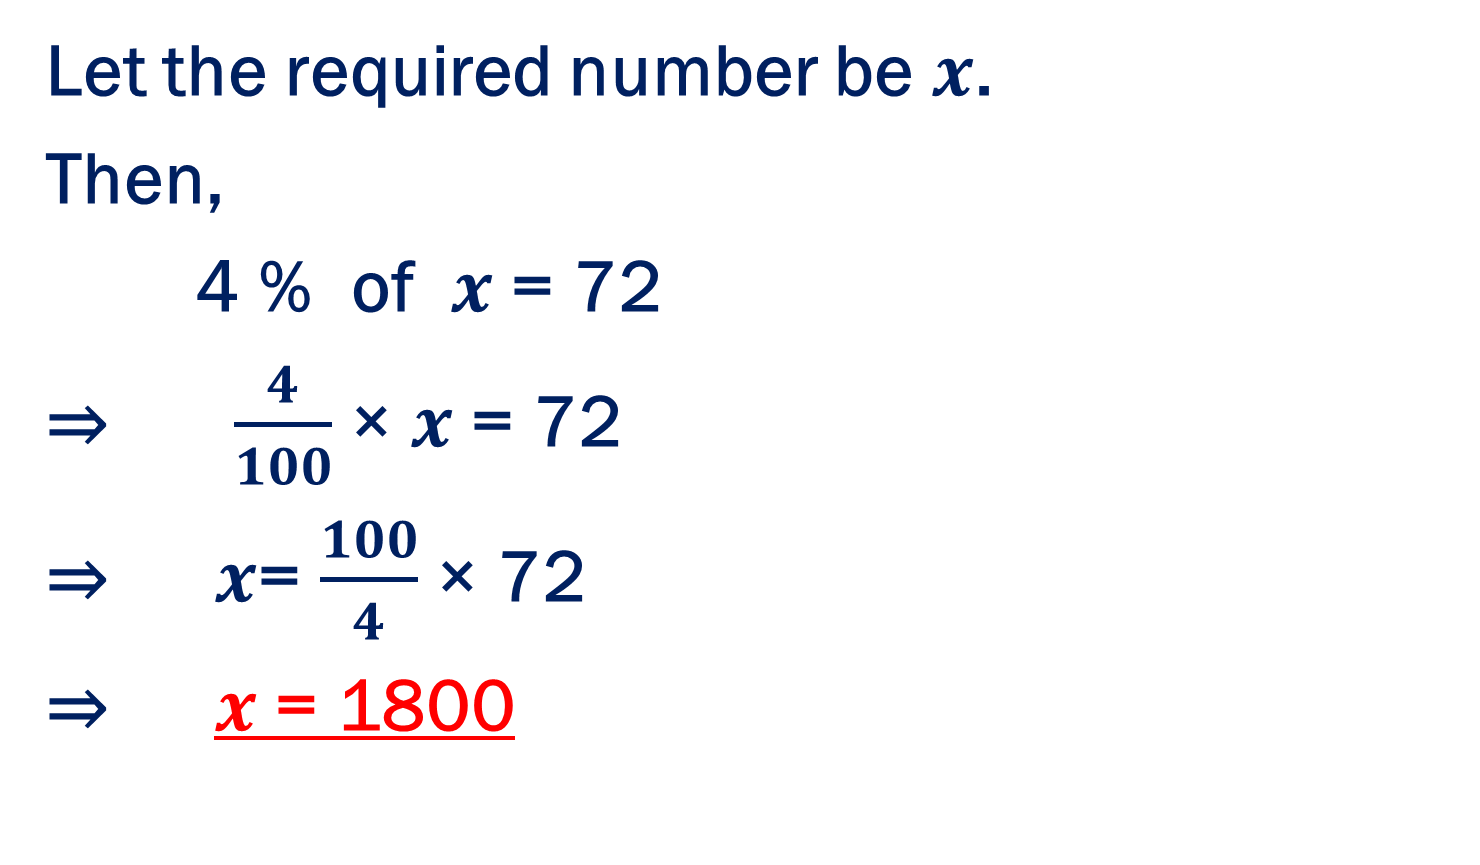 Let the required number be x.
Then,
4 % of x = 72
⇒ 4/100 × x = 72
⇒ x= 100/4 × 72
⇒ x = 1800